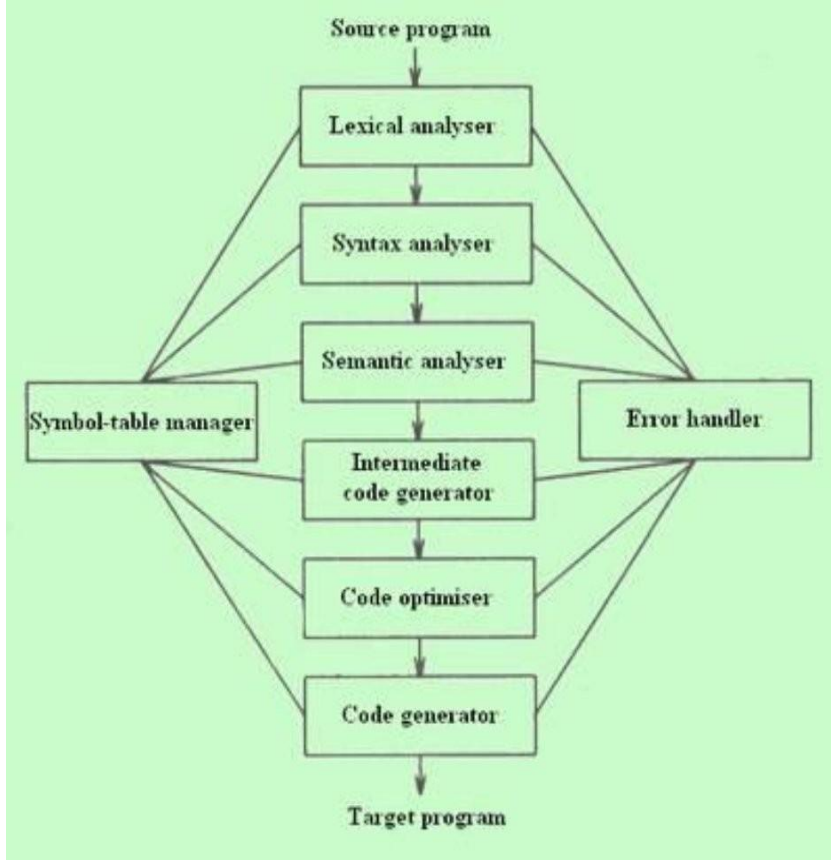 Source program
Lexical analyser
Syntax analyser
Semantic analyser
Symbol-table manager
Error handler
Intermediate
code generator
Code optimiser
Code generator
Target program